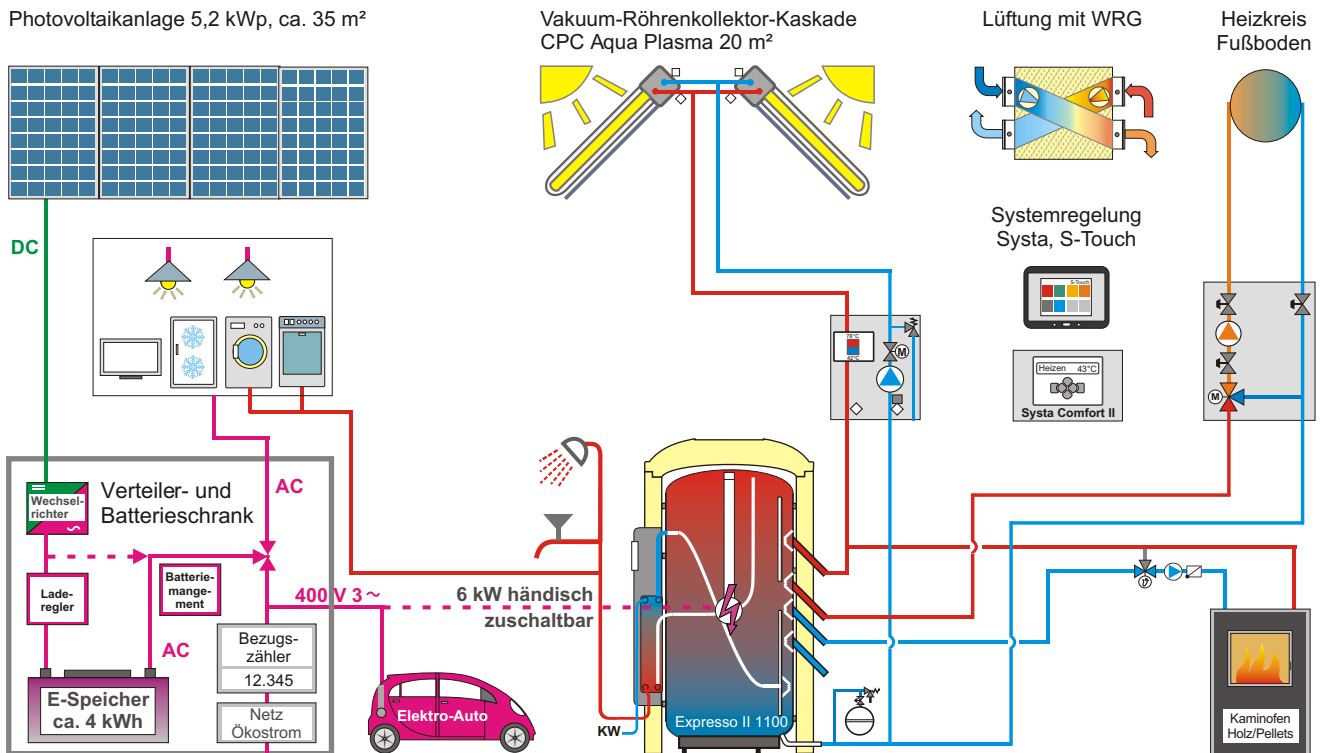 Photovoltaikanlage 5,2 kWp, ca. 35 m²
Vakuum-Röhrenkollektor-Kaskade
CPC Aqua Plasma 20 m²
Lüftung mit WRG
Heizkreis
Fußboden
DC
Systemregelung
Systa, S-Touch
S-Touch
78°C
42°C
M
Heizen 43°C
Systa Comfort II
M
AC
Wechsel-
richter
Verteiler- und
Batterieschrank
Lade-
regler
Batterie-
mange-
ment
400 V 3 ~
6 kW händisch
zuschaltbar
AC
Bezugs-
zähler
12.345
E-Speicher
ca. 4 kWh
Netz
Ökostrom
Elektro-Auto
KW
Expresso II 1100
Kaminofen
Holz/Pellets